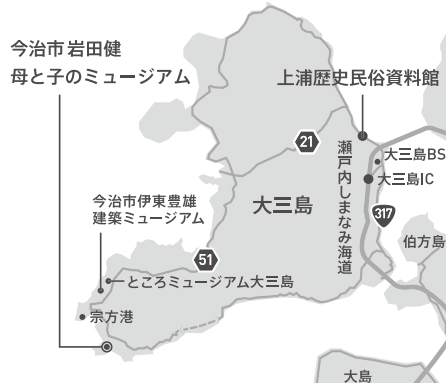 今治市 岩田健
母と子のミュージアム
上浦歴史民俗資料館
21
大三島BS
大三島IC
瀬戸内しまなみ海道
大三島
317
今治市伊東豊雄
建築ミュージアム
伯方島
51
ところミュージアム大三島
宗方港
大島